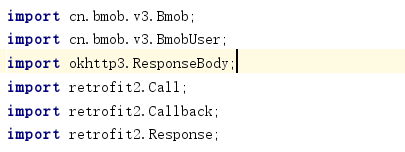 import cn.bmob.v3.Bmob;
import cn.bmob.v3.BmobUser;
import okhttp3.ResponseBody;
import retrofit2.Call;
import retrofit2.Callback;
import retrofit2.Response;